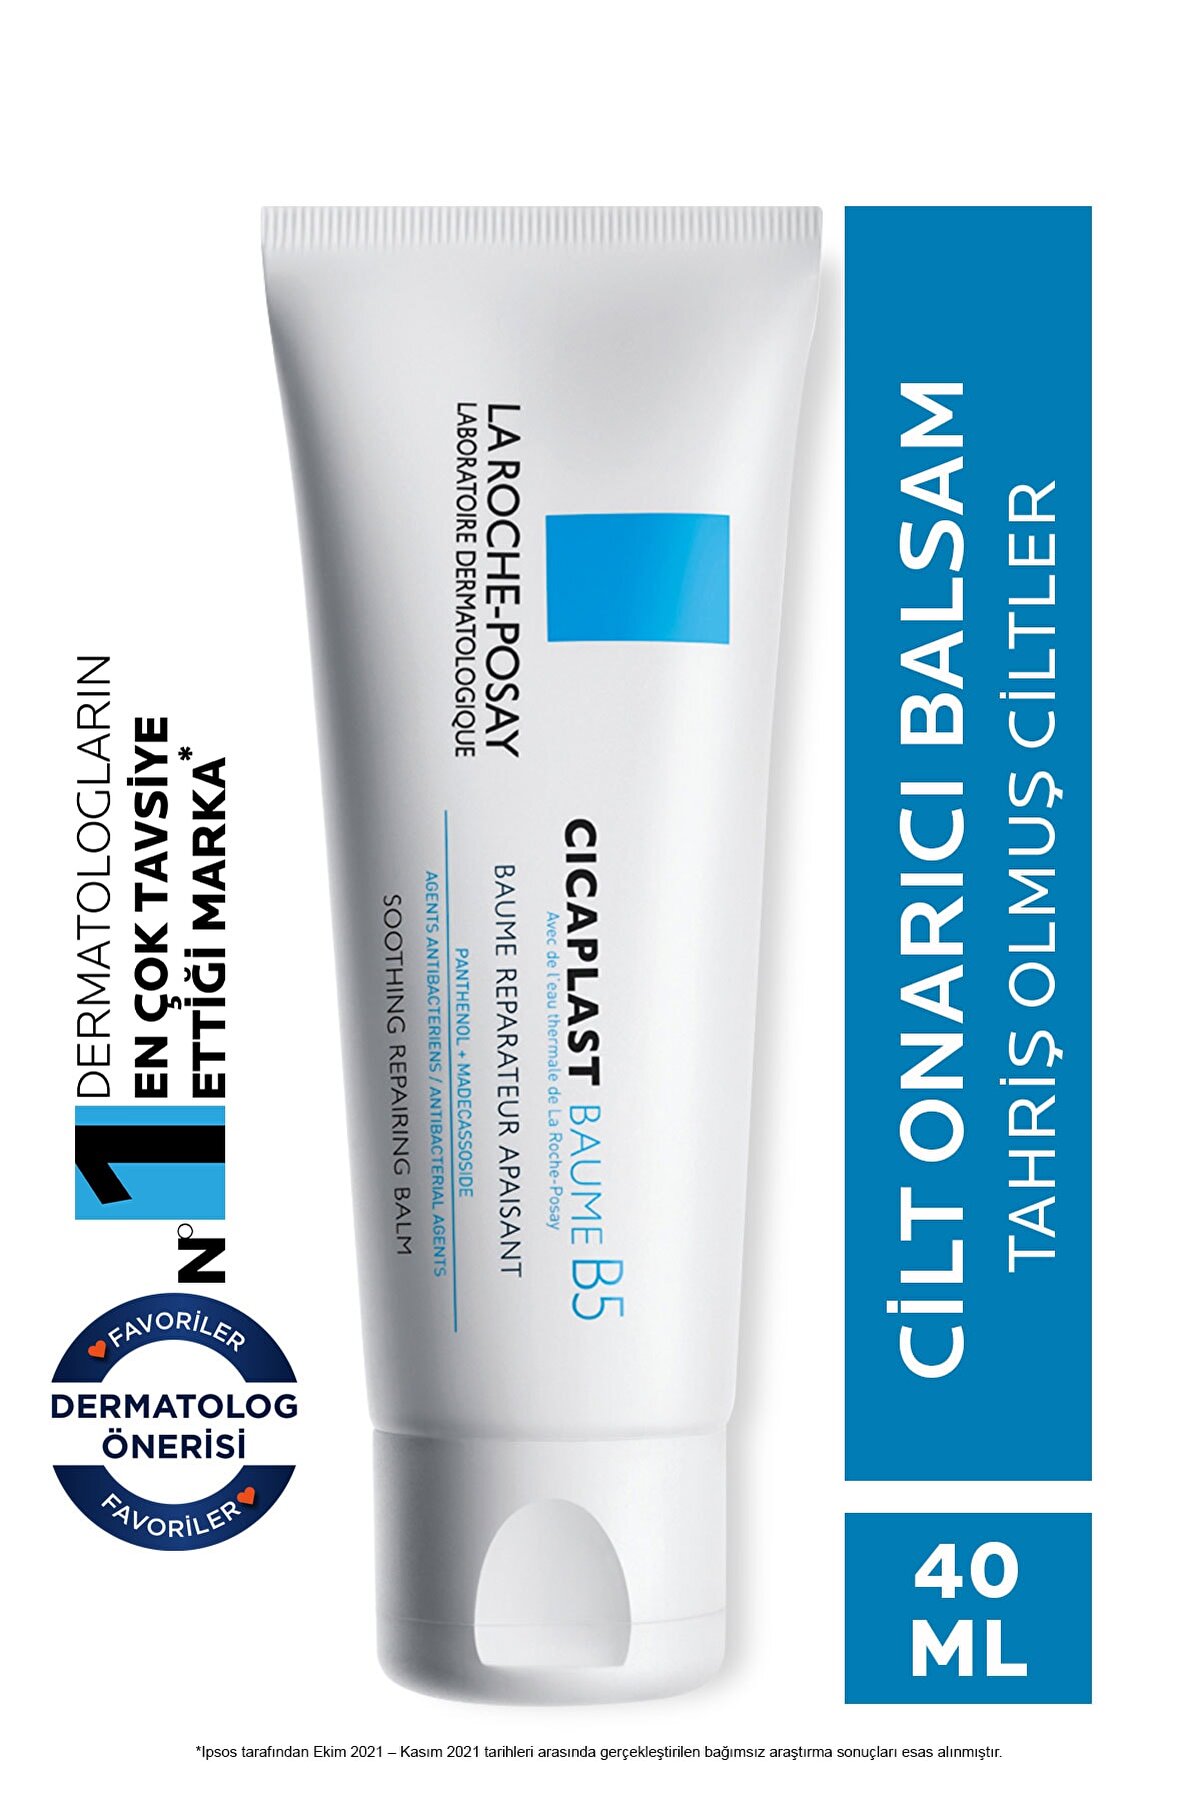 LA ROCHE-POSAY
LABORATOIRE DERMATOLOGIQUE
CICAPLAST BAUME B5
Avec de l'eau thermale de La Roche-Posay
BAUME REPARATEUR APAISANT
PANTHENOL + MADECASSOSIDE
AGENTS ANTIBACTERIENS / ANTIBACTERIAL AGENTS
SOOTHING REPAIRING BALM
CİLT ONARICI BALSAM
TAHRİŞ OLMUŞ CİLTLER
40
ML
N° 1
DERMATOLOGLARIN
EN ÇOK TAVSİYE
ETTİĞİ MARKA*
FAVORİLER
DERMATOLOG
ÖNERİSİ
FAVORİLER
*Ipsos tarafından Ekim 2021 – Kasım 2021 tarihleri arasında gerçekleştirilen bağımsız araştırma sonuçları esas alınmıştır.